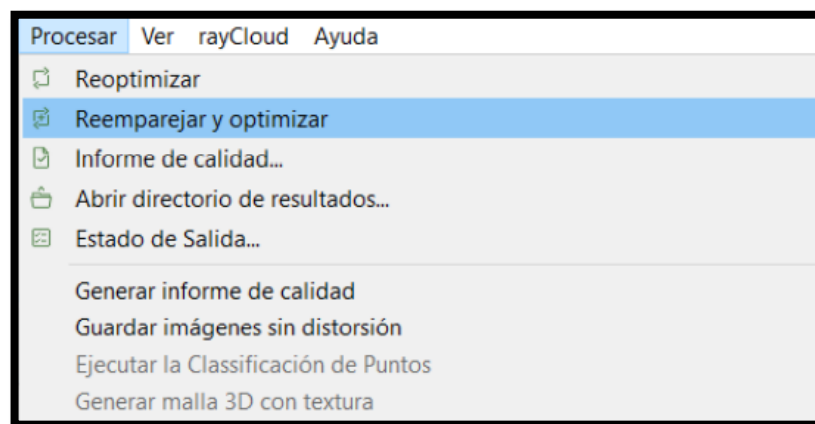 Procesar Ver rayCloud Ayuda
Reoptimizar
Reemparejar y optimizar
Informe de calidad...
Abrir directorio de resultados...
Estado de Salida...
Generar informe de calidad
Guardar imágenes sin distorsión
Ejecutar la Classificación de Puntos
Generar malla 3D con textura